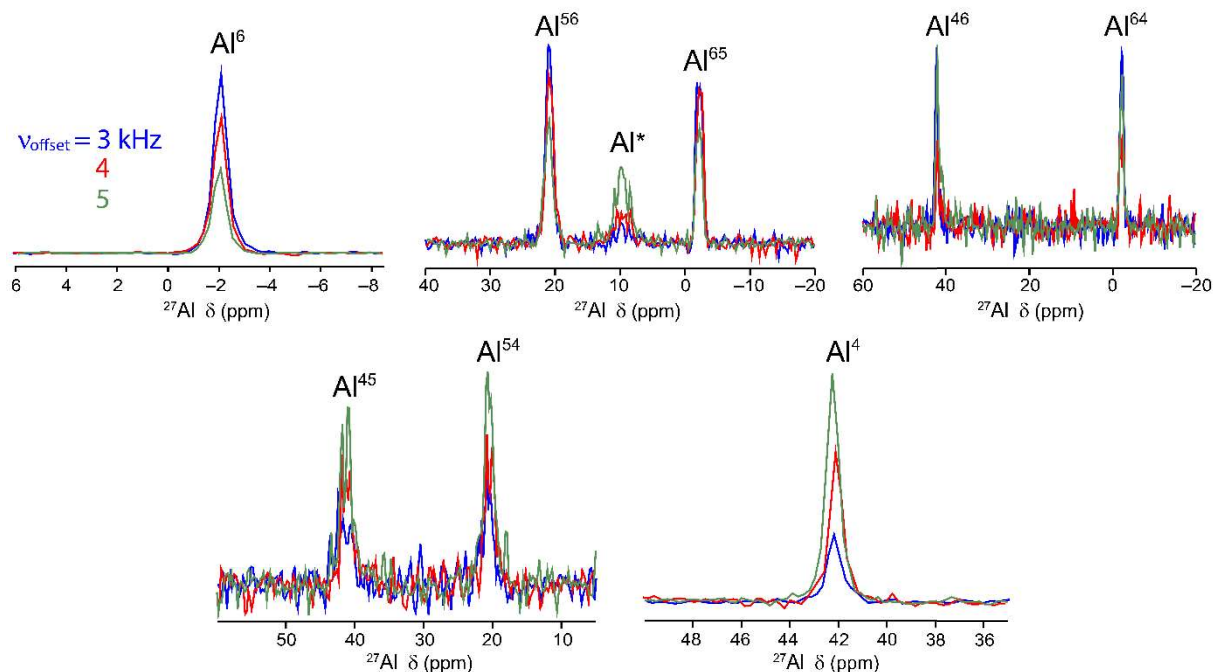 Al⁶
ν_offset = 3 kHz
4
5
6 4 2 0 –2 –4 –6 –8
²⁷Al δ (ppm)
Al⁵⁶
Al*
Al⁶⁵
40 30 20 10 0 –10 –20
²⁷Al δ (ppm)
Al⁴⁶
Al⁶⁴
60 40 20 0 –20
²⁷Al δ (ppm)
Al⁴⁵
Al⁵⁴
50 40 30 20 10
²⁷Al δ (ppm)
Al⁴
48 46 44 42 40 38 36
²⁷Al δ (ppm)